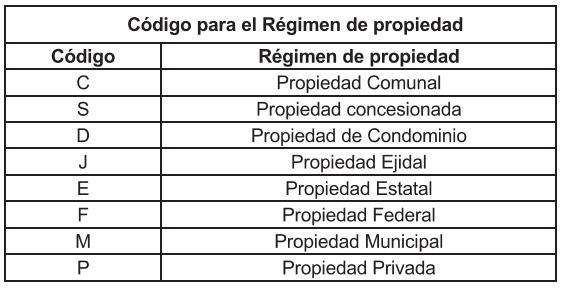 Código para el Régimen de propiedad
Código Régimen de propiedad
C Propiedad Comunal
S Propiedad concesionada
D Propiedad de Condominio
J Propiedad Ejidal
E Propiedad Estatal
F Propiedad Federal
M Propiedad Municipal
P Propiedad Privada